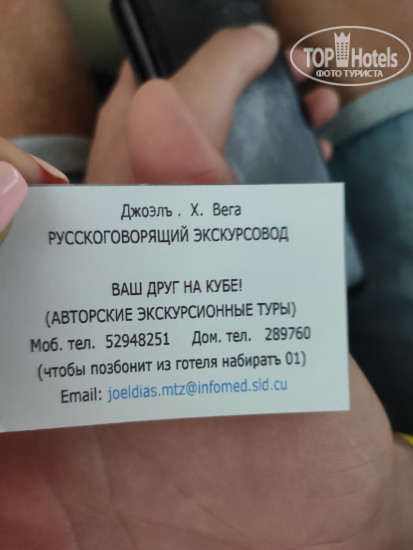 TOP Hotels
ФОТО ТУРИСТА
Джоэлъ . Х. Вега
РУССКОГОВОРЯЩИЙ ЭКСКУРСОВОД
ВАШ ДРУГ НА КУБЕ!
(АВТОРСКИЕ ЭКСКУРСИОННЫЕ ТУРЫ)
Моб. тел. 52948251 Дом. тел. 289760
(чтобы позбонит из готеля набирать 01)
Email: joeldias.mtz@infomed.sld.cu